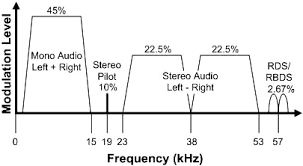 45%
Modulation Level
Mono Audio
Left + Right
Stereo
Pilot
10%
22.5%
22.5%
Stereo Audio
Left - Right
RDS/
RBDS
2.67%
0
15
19
23
38
53
57
Frequency (kHz)